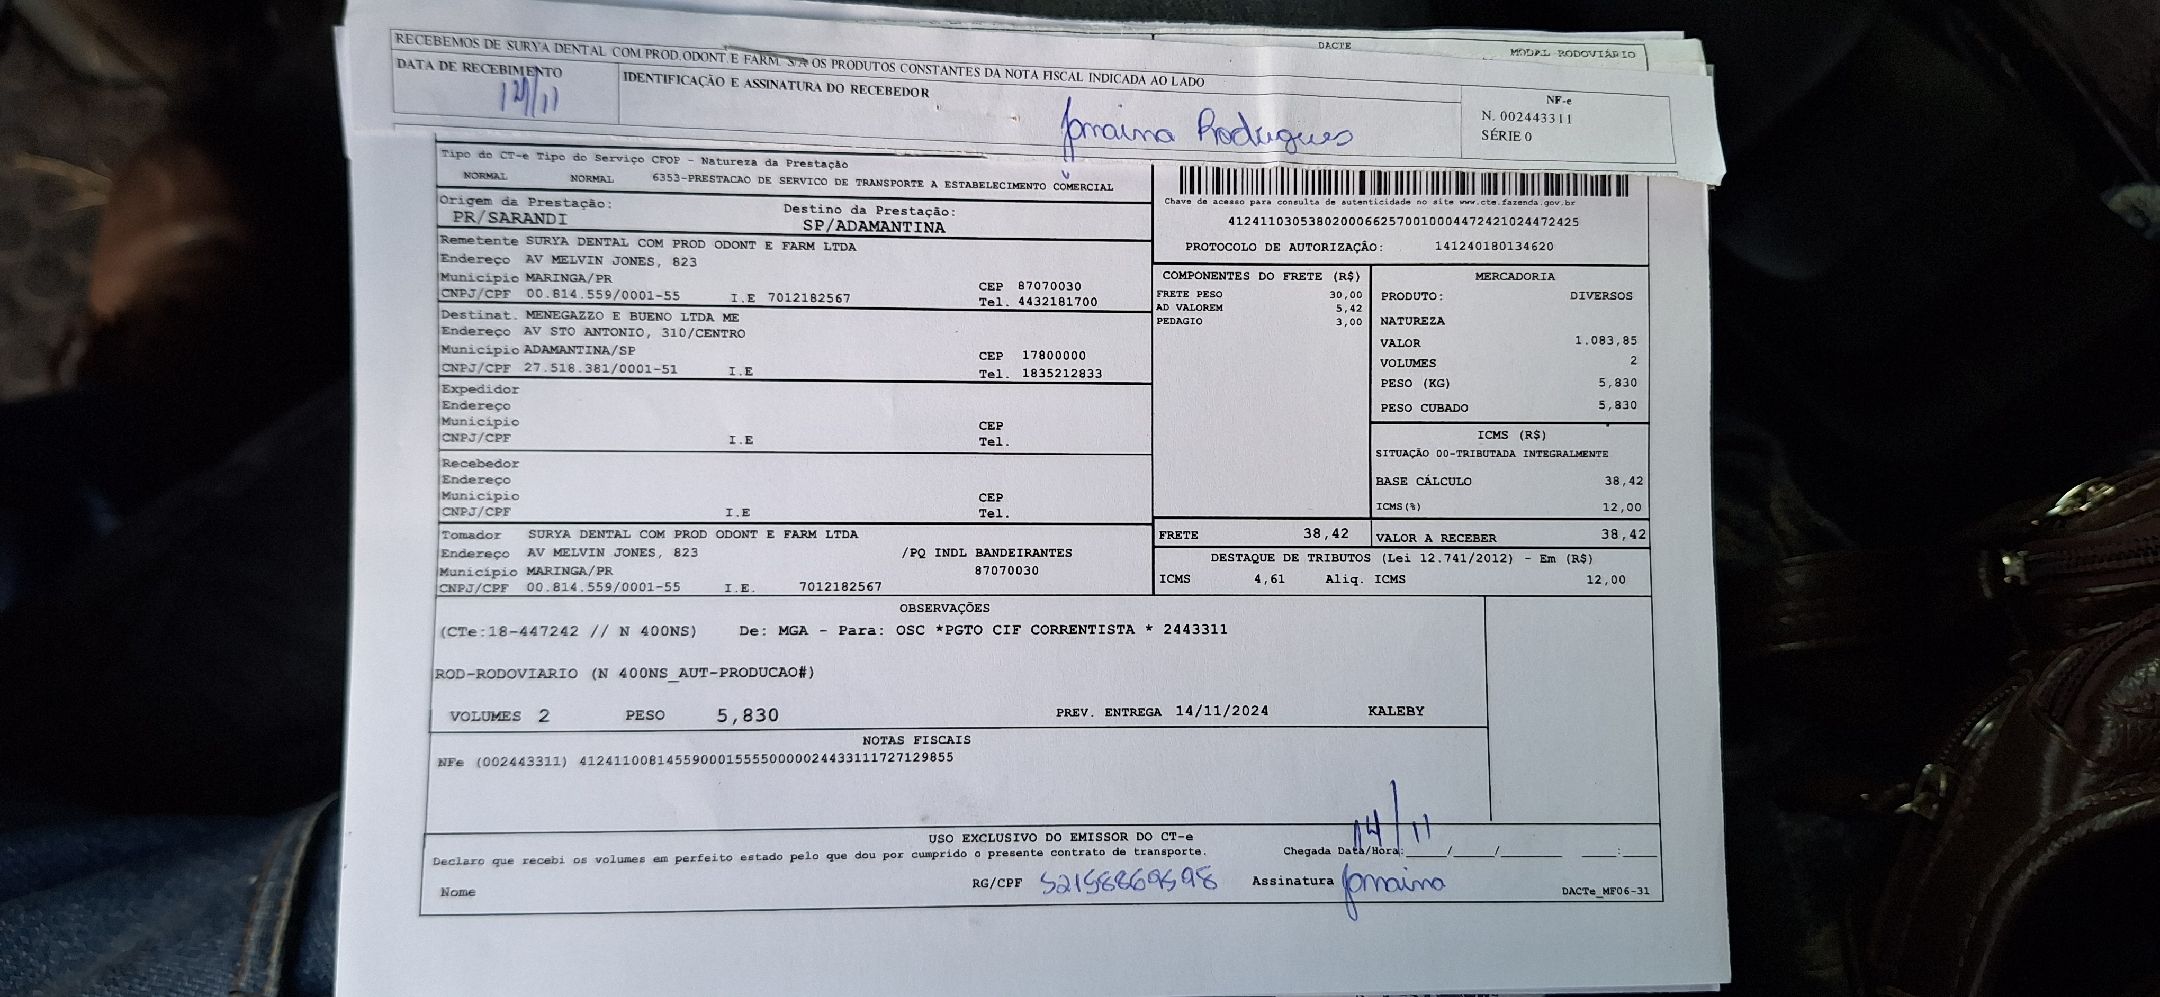 DACTE
MODAL RODOVIÁRIO
RECEBEMOS DE SURYA DENTAL COM PROD.ODONT E FARM. S/A OS PRODUTOS CONSTANTES DA NOTA FISCAL INDICADA AO LADO
DATA DE RECEBIMENTO
IDENTIFICAÇÃO E ASSINATURA DO RECEBEDOR
Janaina Rodrigues
NF-e
N. 002443311
SÉRIE 0
Tipo do CT-e Tipo do Serviço CFOP - Natureza da Prestação
NORMAL NORMAL 6353-PRESTACAO DE SERVICO DE TRANSPORTE A ESTABELECIMENTO COMERCIAL
Origem da Prestação: Destino da Prestação:
PR/SARANDI SP/ADAMANTINA
Remetente SURYA DENTAL COM PROD ODONT E FARM LTDA
Endereço AV MELVIN JONES, 823
Município MARINGA/PR CEP 87070030
CNPJ/CPF 00.814.559/0001-55 I.E 7012182567 Tel. 4432181700
Destinat. MENEGAZZO E BUENO LTDA ME
Endereço AV STO ANTONIO, 310/CENTRO
Município ADAMANTINA/SP CEP 17800000
CNPJ/CPF 27.518.381/0001-51 I.E Tel. 1835212833
Expedidor
Endereço
Município CEP
CNPJ/CPF I.E Tel.
Recebedor
Endereço
Município CEP
CNPJ/CPF I.E Tel.
Tomador SURYA DENTAL COM PROD ODONT E FARM LTDA
Endereço AV MELVIN JONES, 823 /PQ INDL BANDEIRANTES
Município MARINGA/PR 87070030
CNPJ/CPF 00.814.559/0001-55 I.E. 7012182567
Chave de acesso para consulta de autenticidade no site www.cte.fazenda.gov.br
41241103053802000662570010004472421024472425
PROTOCOLO DE AUTORIZAÇÃO: 141240180134620
COMPONENTES DO FRETE (R$)
FRETE PESO 30,00
AD VALOREM 5,42
PEDAGIO 3,00
MERCADORIA
PRODUTO: DIVERSOS
NATUREZA
VALOR 1.083,85
VOLUMES 2
PESO (KG) 5,830
PESO CUBADO 5,830
ICMS (R$)
SITUAÇÃO 00-TRIBUTADA INTEGRALMENTE
BASE CÁLCULO 38,42
ICMS(%) 12,00
FRETE 38,42 VALOR A RECEBER 38,42
DESTAQUE DE TRIBUTOS (Lei 12.741/2012) - Em (R$)
ICMS 4,61 Aliq. ICMS 12,00
OBSERVAÇÕES
(CTe:18-447242 // N 400NS) De: MGA - Para: OSC *PGTO CIF CORRENTISTA * 2443311
ROD-RODOVIARIO (N 400NS_AUT-PRODUCAO#)
VOLUMES 2 PESO 5,830 PREV. ENTREGA 14/11/2024 KALEBY
NOTAS FISCAIS
NFe (002443311) 41241100814559000155550000024433111727129855
USO EXCLUSIVO DO EMISSOR DO CT-e
Declaro que recebi os volumes em perfeito estado pelo que dou por cumprido o presente contrato de transporte.
Chegada Data/Hora: 14/11
Nome RG/CPF Assinatura Janaina DACTe_MF06-31